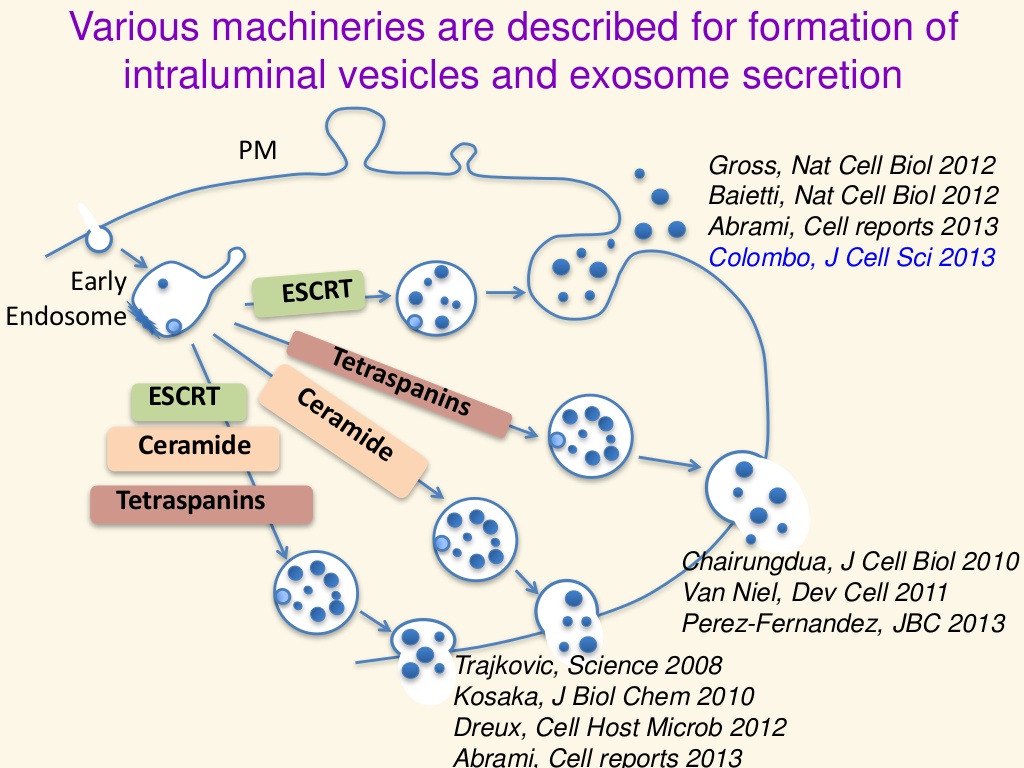 Various machineries are described for formation of
intraluminal vesicles and exosome secretion
PM
Gross, Nat Cell Biol 2012
Baietti, Nat Cell Biol 2012
Abrami, Cell reports 2013
Colombo, J Cell Sci 2013
Early
Endosome
ESCRT
Tetraspanins
Ceramide
ESCRT
Ceramide
Tetraspanins
Chairungdua, J Cell Biol 2010
Van Niel, Dev Cell 2011
Perez-Fernandez, JBC 2013
Trajkovic, Science 2008
Kosaka, J Biol Chem 2010
Dreux, Cell Host Microb 2012
Abrami, Cell reports 2013